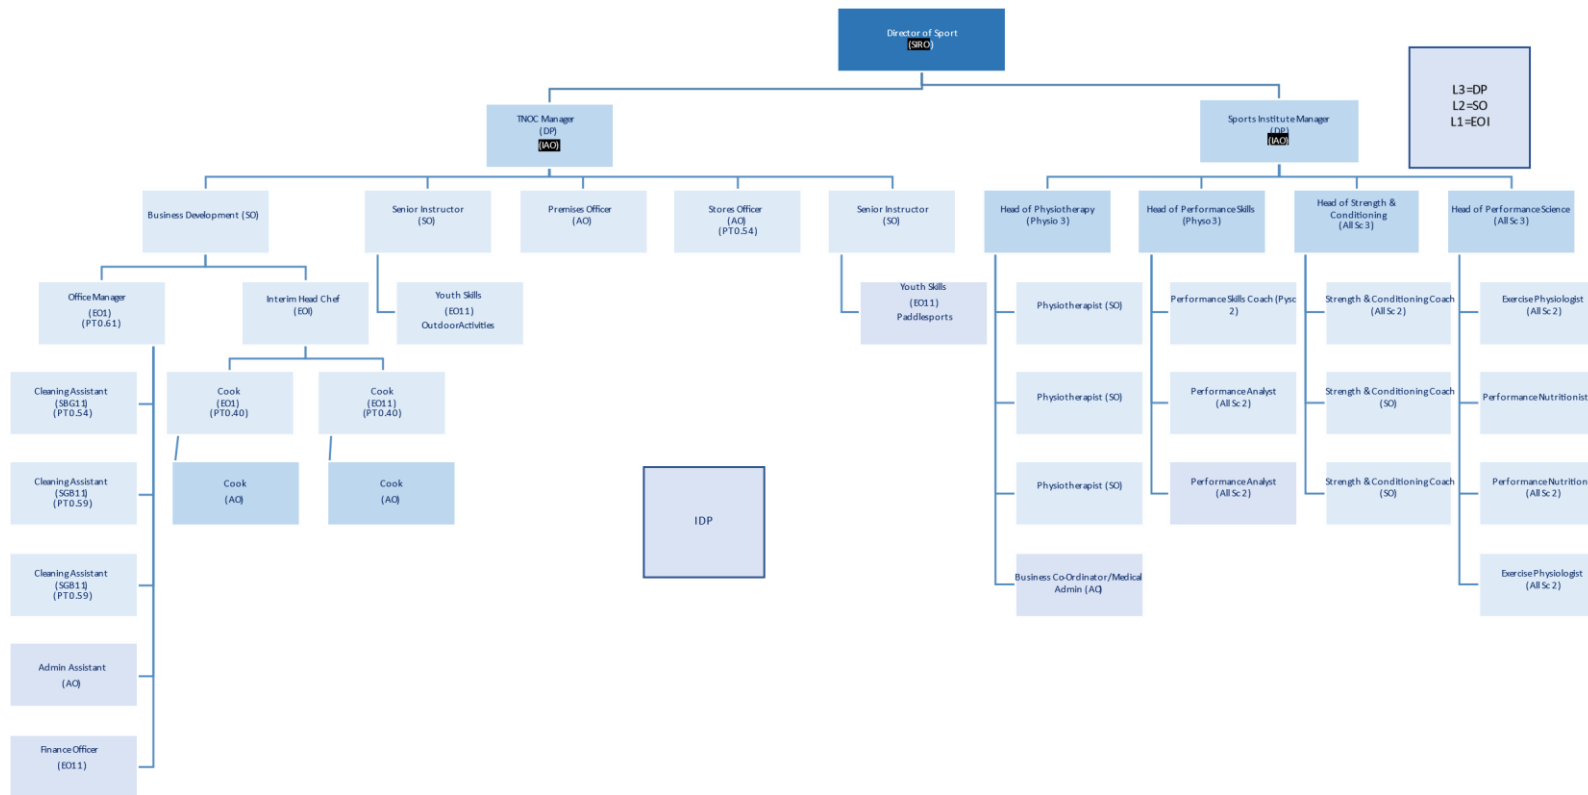 Director of Sport
(SIRO)
L3=DP
L2=SO
L1=EOI
TNOC Manager
(DP)
(IAO)
Sports Institute Manager
(DP)
(IAO)
Business Development (SO)
Senior Instructor
(SO)
Premises Officer
(AO)
Stores Officer
(AO)
(PT0.54)
Senior Instructor
(SO)
Head of Physiotherapy
(Physio 3)
Head of Performance Skills
(Physo 3)
Head of Strength &
Conditioning
(All Sc 3)
Head of Performance Science
(All Sc 3)
Office Manager
(EO1)
(PT0.61)
Interim Head Chef
(EOI)
Youth Skills
(EO11)
Outdoor Activities
Youth Skills
(EO11)
Paddlesports
Physiotherapist (SO)
Performance Skills Coach (Pysc
2)
Strength & Conditioning Coach
(All Sc 2)
Exercise Physiologist
(All Sc 2)
Cleaning Assistant
(SBG11)
(PT0.54)
Cook
(EO1)
(PT0.40)
Cook
(EO11)
(PT0.40)
Physiotherapist (SO)
Performance Analyst
(All Sc 2)
Strength & Conditioning Coach
(SO)
Performance Nutritionist
Cleaning Assistant
(SGB11)
(PT0.59)
Cook
(AO)
Cook
(AO)
IDP
Physiotherapist (SO)
Performance Analyst
(All Sc 2)
Strength & Conditioning Coach
(SO)
Performance Nutrition
(All Sc 2)
Cleaning Assistant
(SGB11)
(PT0.59)
Business Co-Ordinator/Medical
Admin (AO)
Exercise Physiologist
(All Sc 2)
Admin Assistant
(AO)
Finance Officer
(EO11)